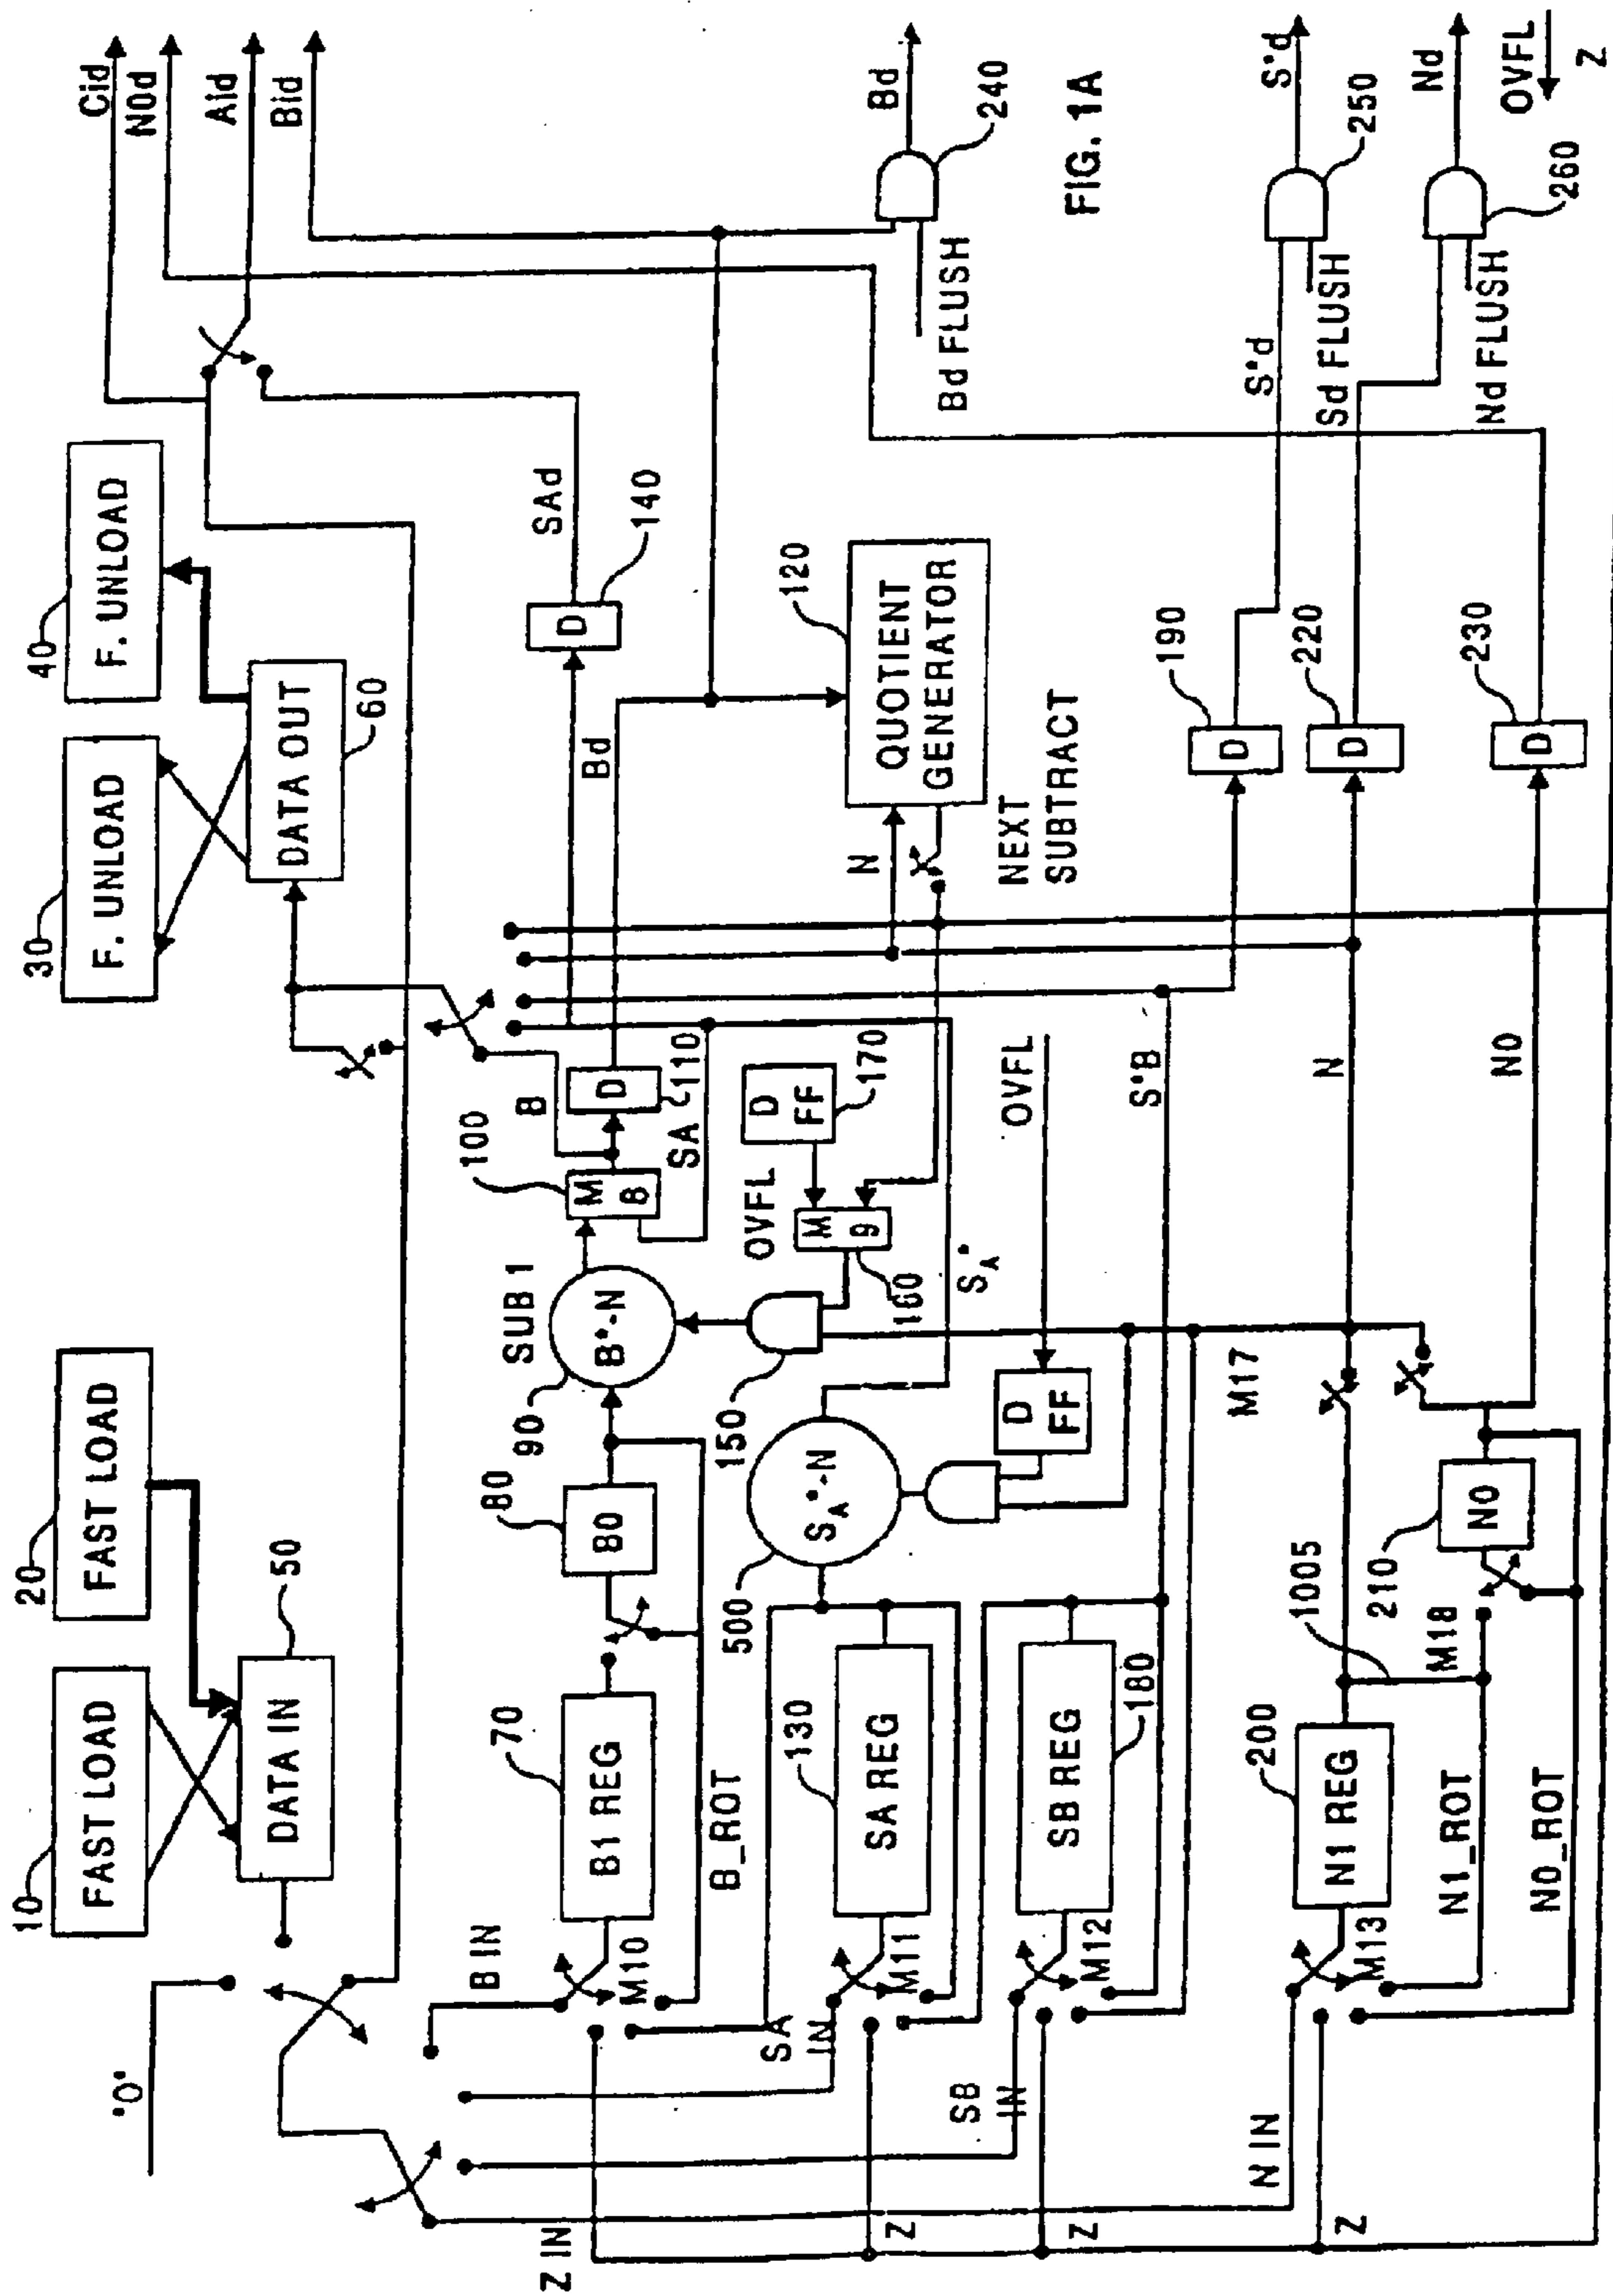 10
FAST LOAD
20
FAST LOAD
30
F. UNLOAD
40
F. UNLOAD
Cid
N0d
Aid
Bid
"0"
DATA IN
50
DATA OUT
60
B IN
70
B1 REG
M10
B_ROT
80
B0
90
SUB 1
B*-N
100
M
8
B
D
110
SA
Bd
SAd
D
140
Bd
240
Bd FLUSH
FIG. 1A
Z IN
SA
IN
M11
130
SA REG
500
SA*-N
150
OVFL
M
9
160
D
FF
170
SA*
N
QUOTIENT
GENERATOR
120
NEXT
SUBTRACT
Z
SB
IN
M12
SB REG
180
D
FF
OVFL
S*B
D
190
S*d
Sd FLUSH
S*d
250
Z
N IN
M13
N1 REG
200
1005
M17
N
D
220
Nd FLUSH
Nd
260
Z
N1_ROT
M18
210
N0
N0_ROT
N0
D
230
OVFL
Z